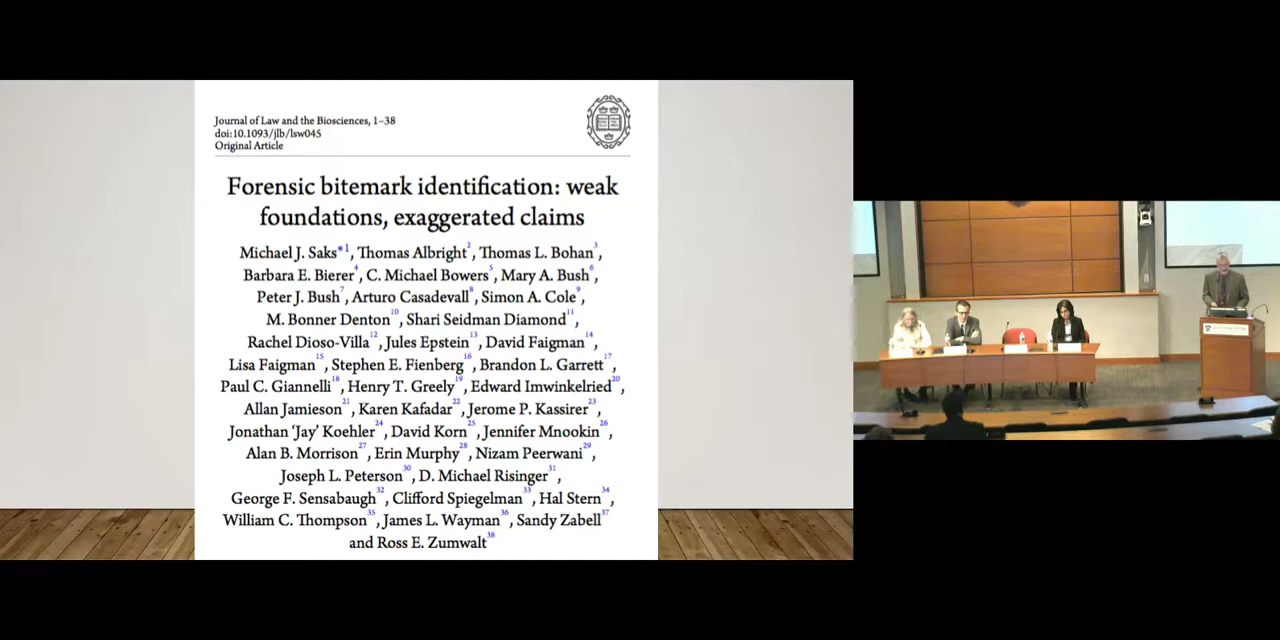 Journal of Law and the Biosciences, 1–38
doi:10.1093/jlb/lsw045
Original Article
Forensic bitemark identification: weak
foundations, exaggerated claims
Michael J. Saks*1, Thomas Albright2, Thomas L. Bohan3,
Barbara E. Bierer4, C. Michael Bowers5, Mary A. Bush6,
Peter J. Bush7, Arturo Casadevall8, Simon A. Cole9,
M. Bonner Denton10, Shari Seidman Diamond11,
Rachel Dioso-Villa12, Jules Epstein13, David Faigman14,
Lisa Faigman15, Stephen E. Fienberg16, Brandon L. Garrett17,
Paul C. Giannelli18, Henry T. Greely19, Edward Imwinkelried20,
Allan Jamieson21, Karen Kafadar22, Jerome P. Kassirer23,
Jonathan ‘Jay’ Koehler24, David Korn25, Jennifer Mnookin26,
Alan B. Morrison27, Erin Murphy28, Nizam Peerwani29,
Joseph L. Peterson30, D. Michael Risinger31,
George F. Sensabaugh32, Clifford Spiegelman33, Hal Stern34,
William C. Thompson35, James L. Wayman36, Sandy Zabell37
and Ross E. Zumwalt38